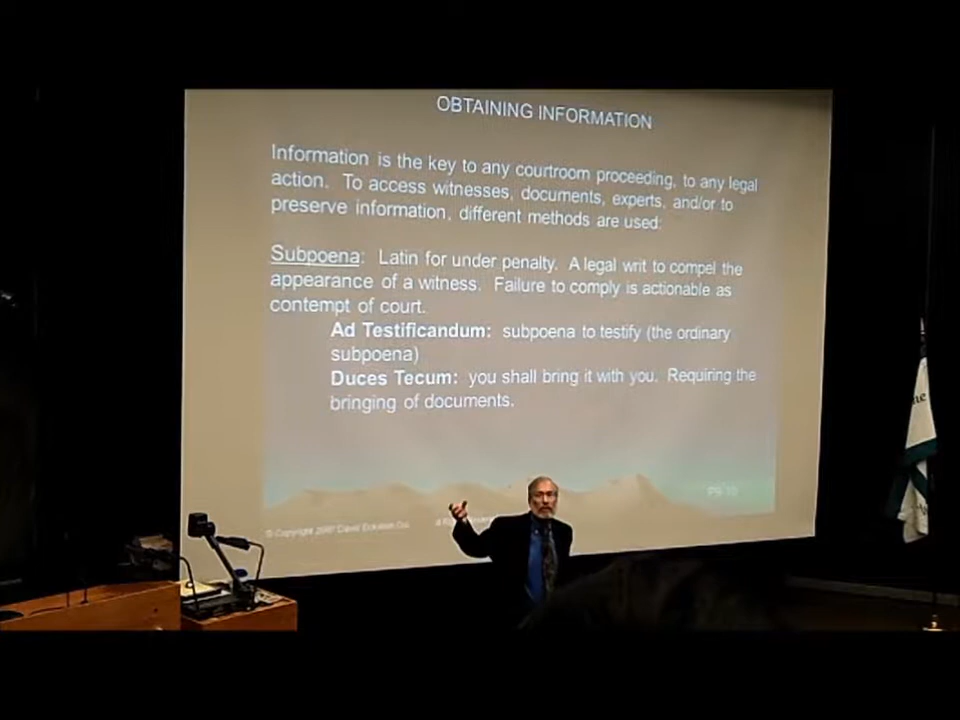 OBTAINING INFORMATION
Information is the key to any courtroom proceeding, to any legal
action. To access witnesses, documents, experts, and/or to
preserve information, different methods are used:
Subpoena: Latin for under penalty. A legal writ to compel the
appearance of a witness. Failure to comply is actionable as
contempt of court.
Ad Testificandum: subpoena to testify (the ordinary
subpoena)
Duces Tecum: you shall bring it with you. Requiring the
bringing of documents.
© Copyright